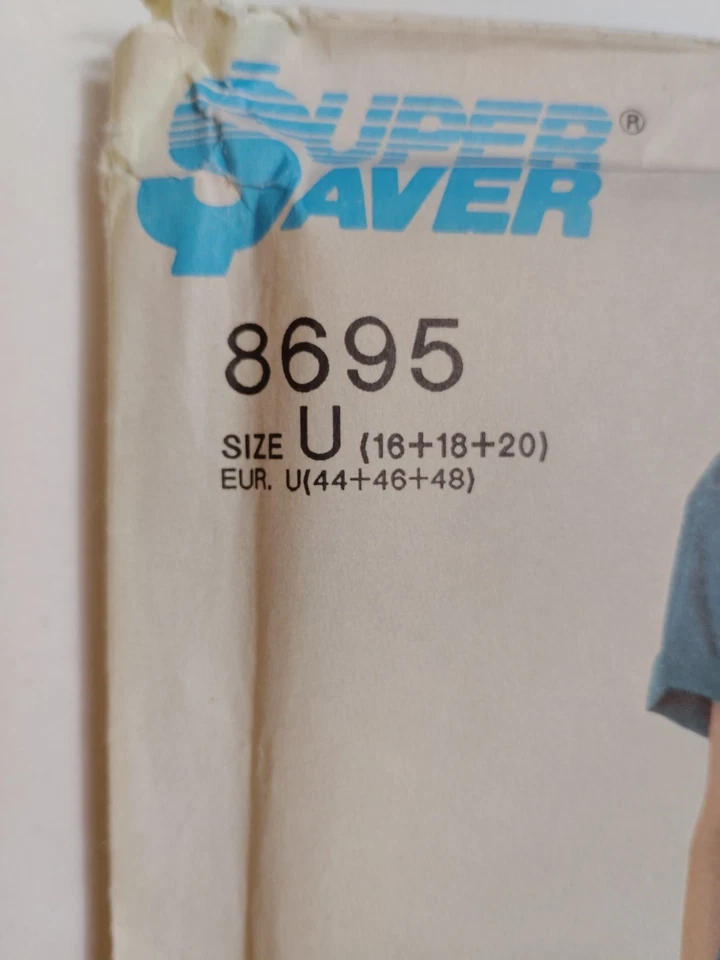 SUPER ®
SAVER
8695
SIZE U (16+18+20)
EUR. U(44+46+48)